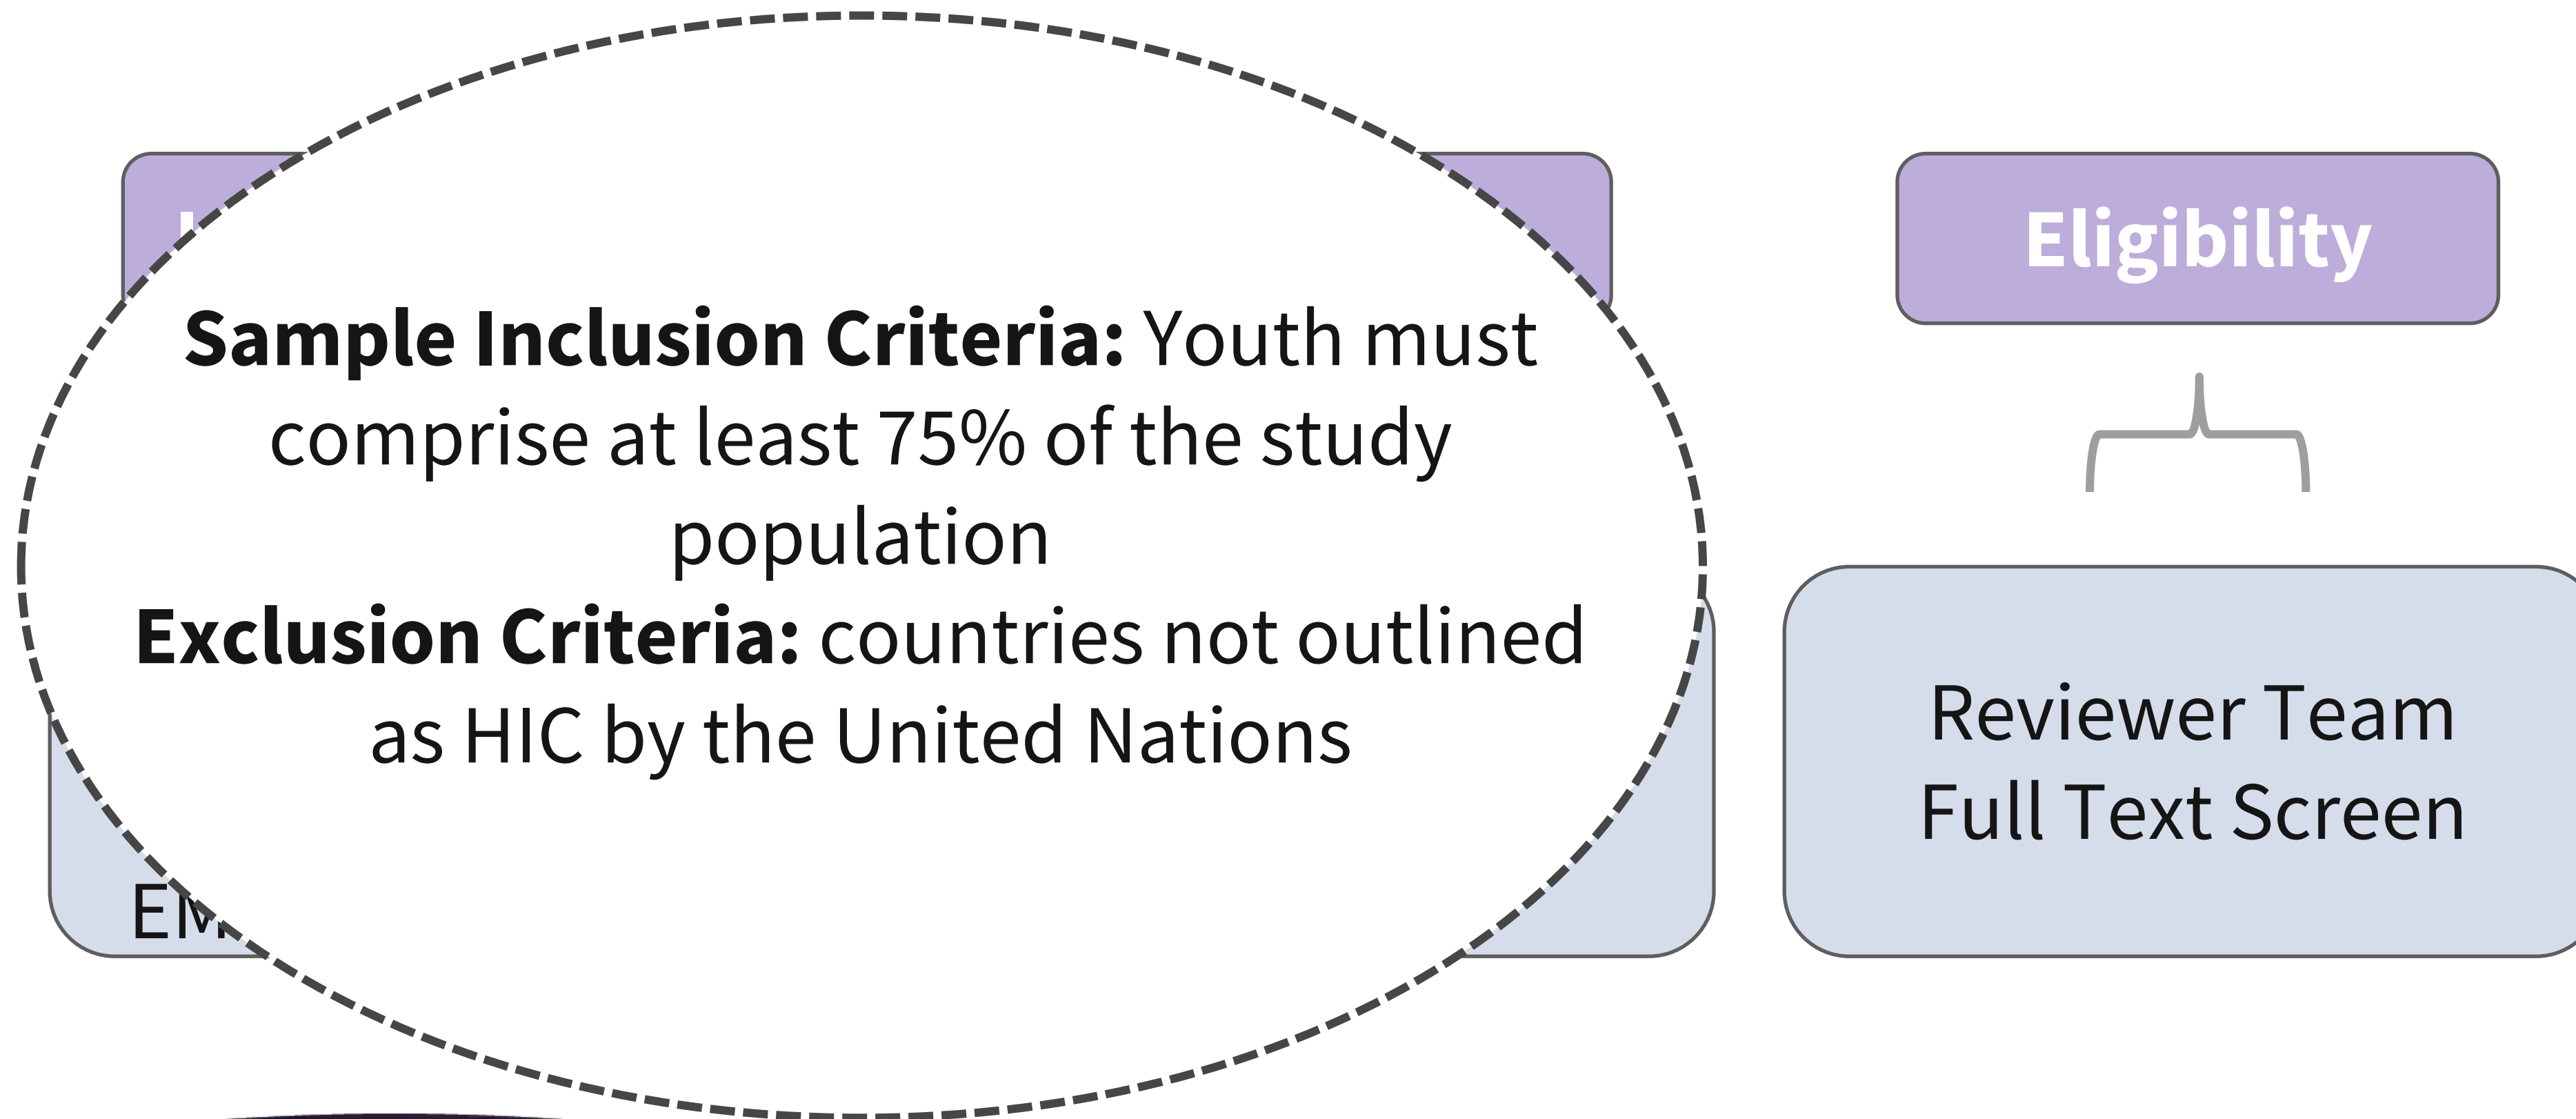 Sample Inclusion Criteria: Youth must
comprise at least 75% of the study
population
Exclusion Criteria: countries not outlined
as HIC by the United Nations
Eligibility
Reviewer Team
Full Text Screen